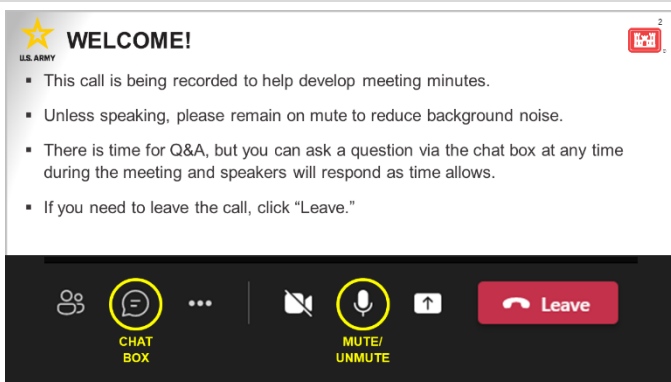 2
WELCOME!
U.S. ARMY
▪ This call is being recorded to help develop meeting minutes.
▪ Unless speaking, please remain on mute to reduce background noise.
▪ There is time for Q&A, but you can ask a question via the chat box at any time
during the meeting and speakers will respond as time allows.
▪ If you need to leave the call, click “Leave.”
Leave
CHAT
BOX
MUTE/
UNMUTE